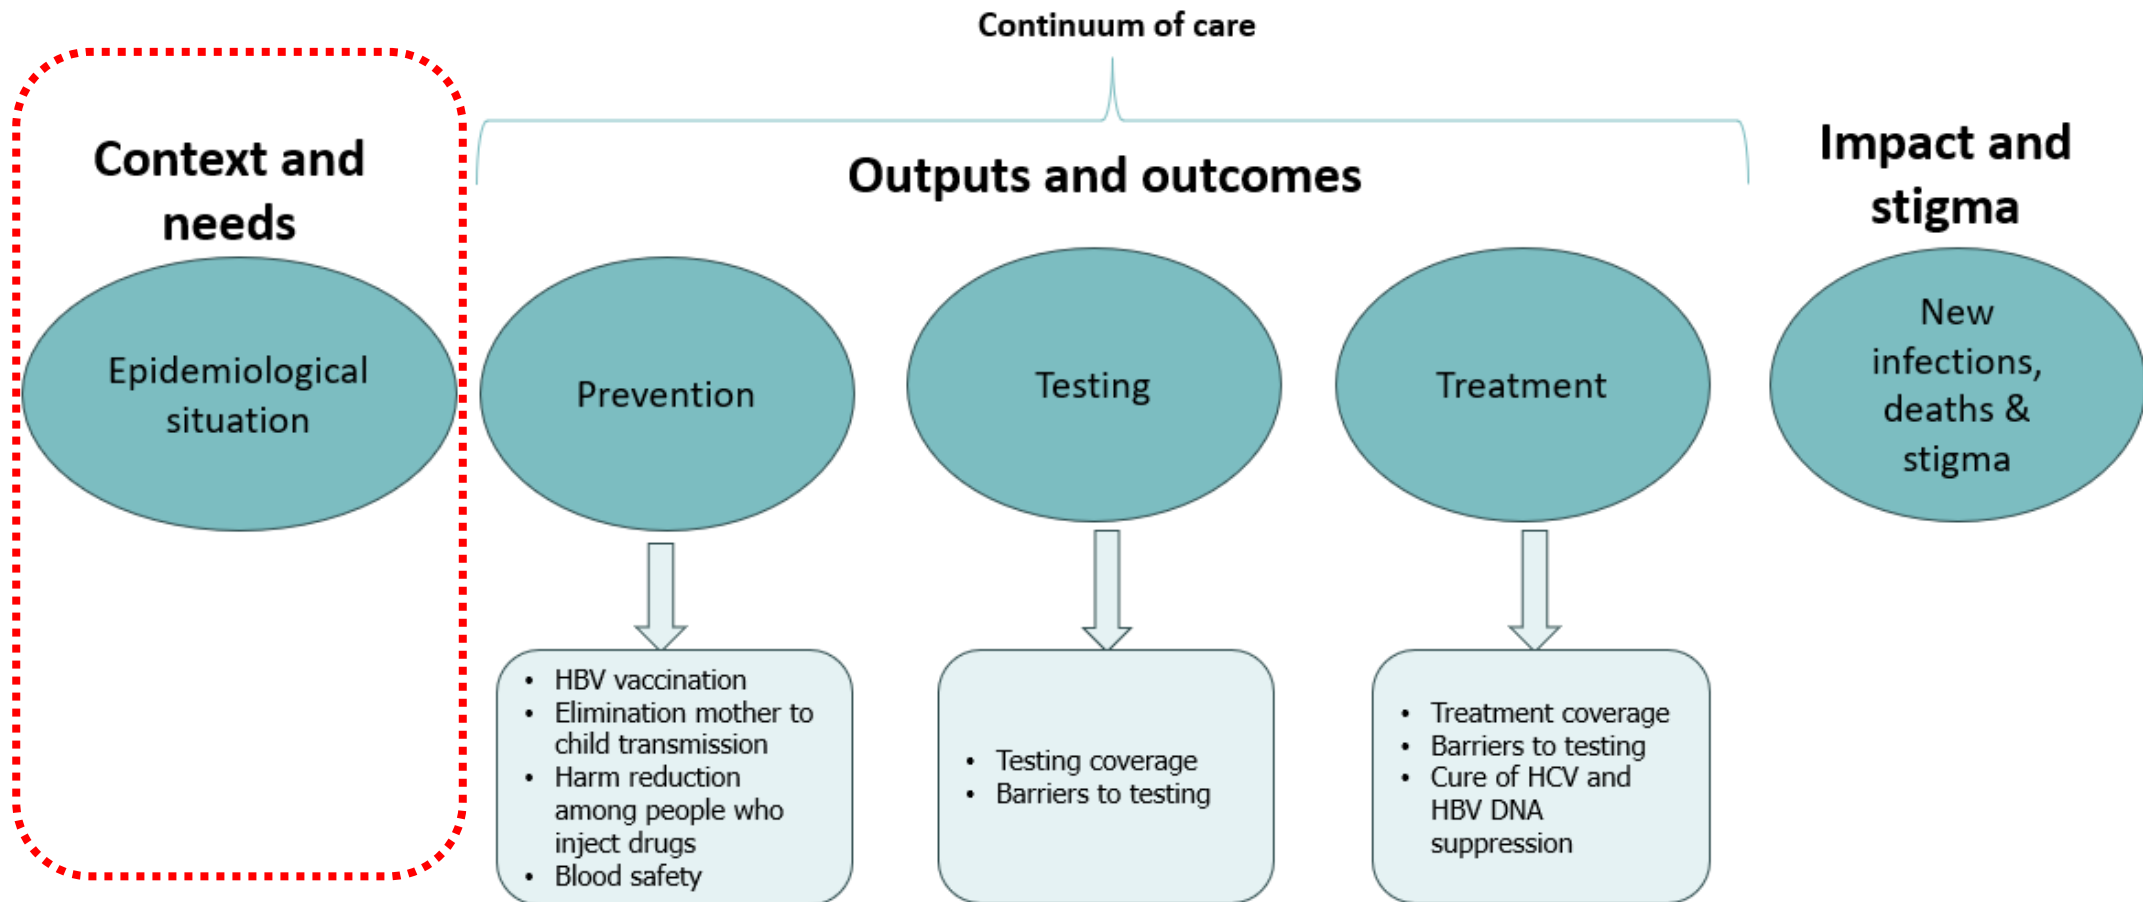 Continuum of care
Context and
needs
Outputs and outcomes
Impact and
stigma
Epidemiological
situation
Prevention
Testing
Treatment
New
infections,
deaths &
stigma
• HBV vaccination
• Elimination mother to
child transmission
• Harm reduction
among people who
inject drugs
• Blood safety
• Testing coverage
• Barriers to testing
• Treatment coverage
• Barriers to testing
• Cure of HCV and
HBV DNA
suppression